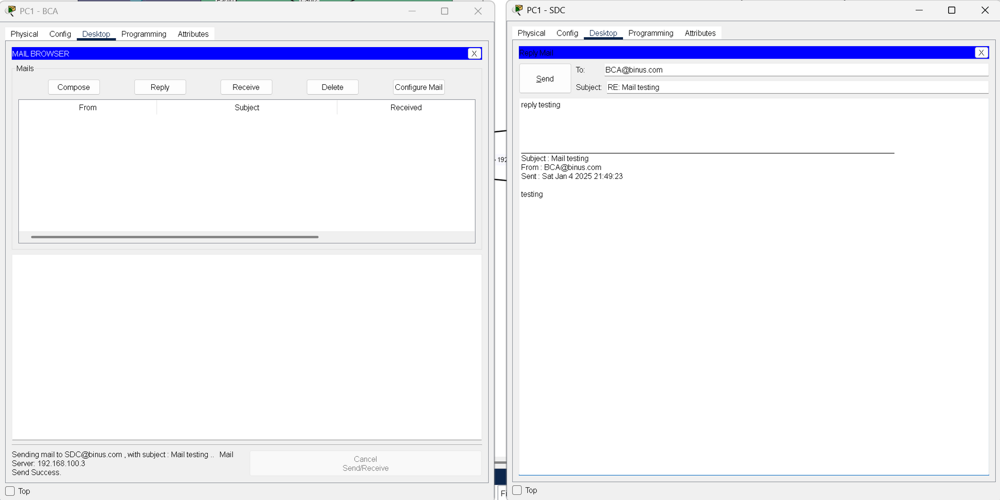 PC1 - BCA
Physical Config Desktop Programming Attributes
MAIL BROWSER
X
Mails
Compose Reply Receive Delete Configure Mail
From Subject Received
Sending mail to SDC@binus.com , with subject : Mail testing .. Mail
Server: 192.168.100.3
Send Success.
Cancel
Send/Receive
Top
192
PC1 - SDC
Physical Config Desktop Programming Attributes
Reply Mail
X
Send
To: BCA@binus.com
Subject: RE: Mail testing
reply testing
Subject : Mail testing
From : BCA@binus.com
Sent : Sat Jan 4 2025 21:49:23
testing
Top